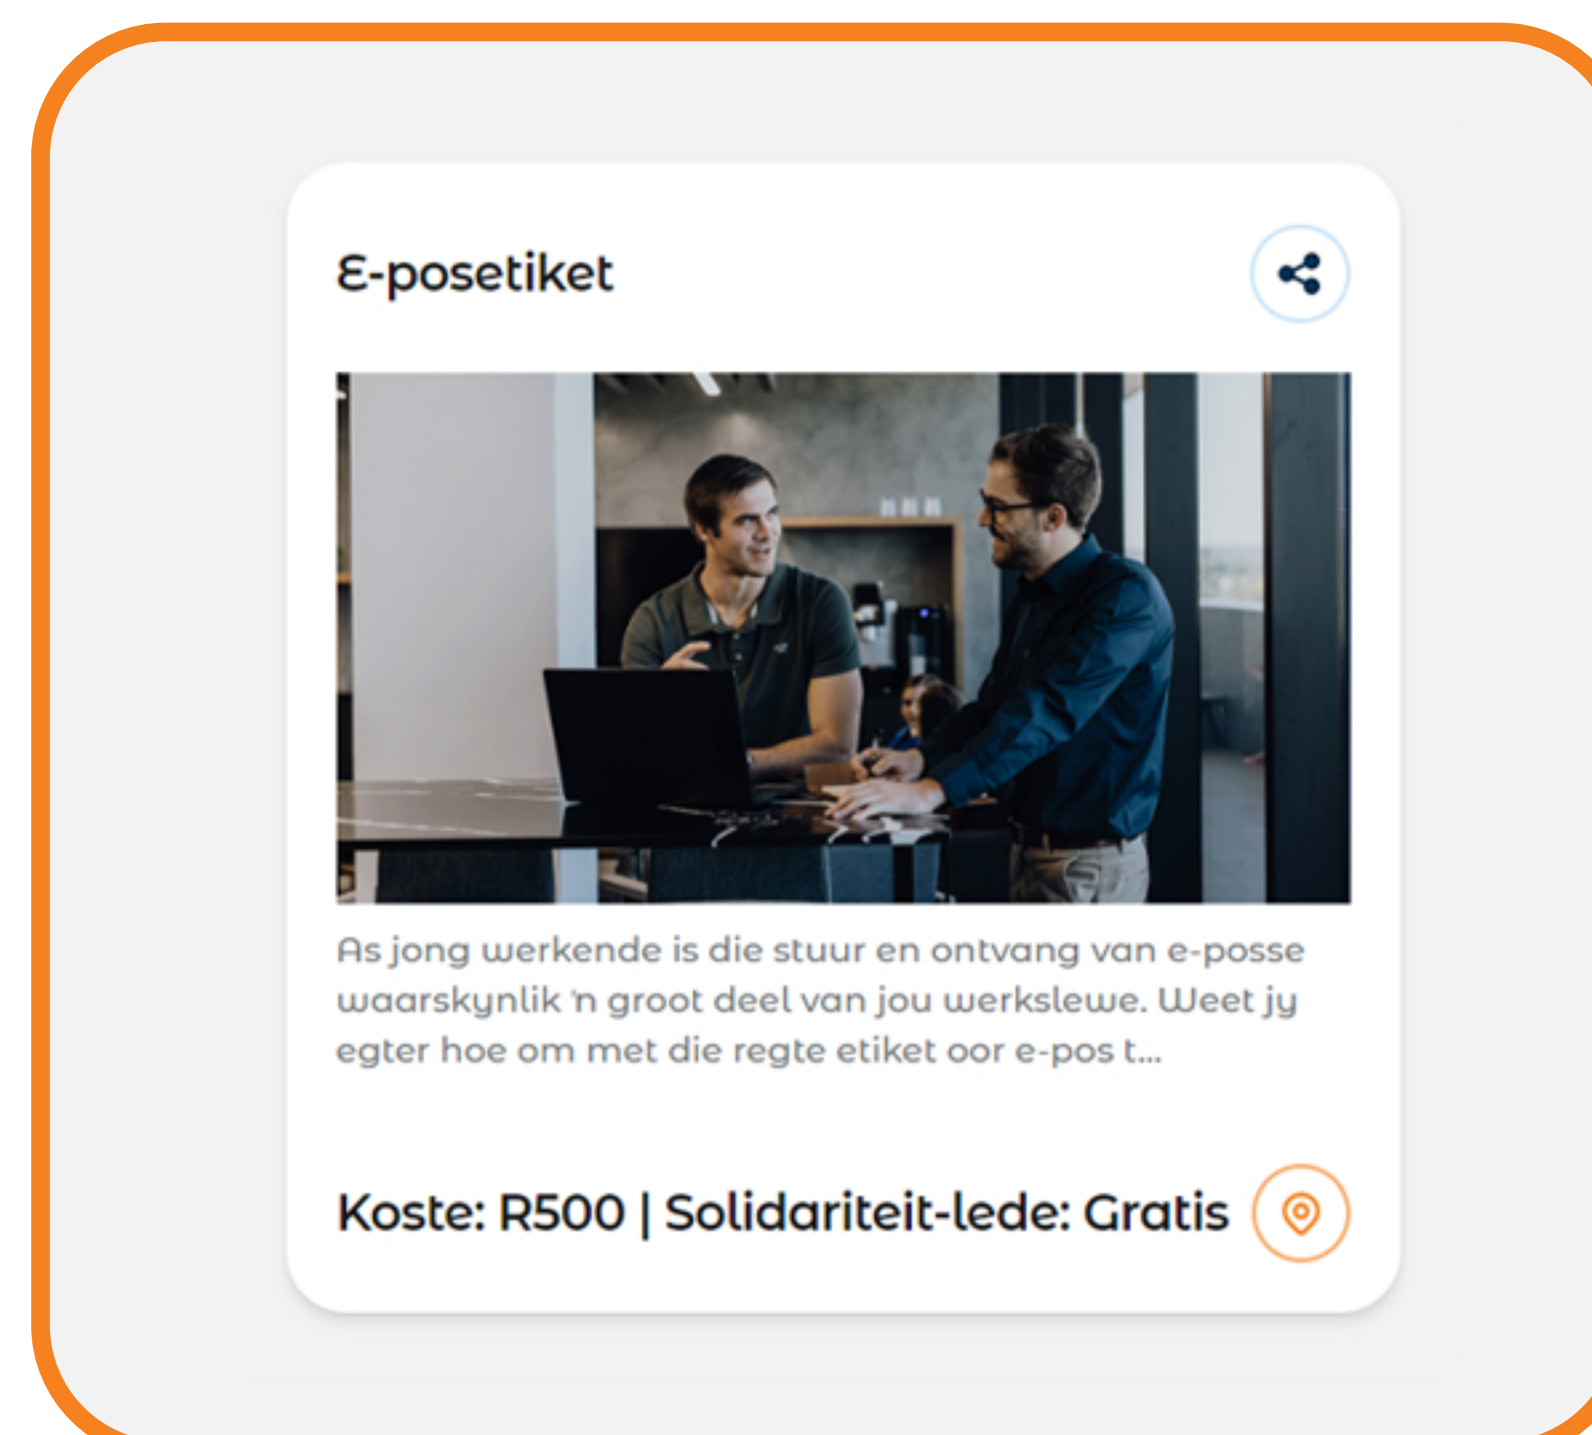 E-posetiket
As jong werkende is die stuur en ontvang van e-posse
waarskynlik 'n groot deel van jou werkslewe. Weet jy
egter hoe om met die regte etiket oor e-pos t...
Koste: R500 | Solidariteit-lede: Gratis